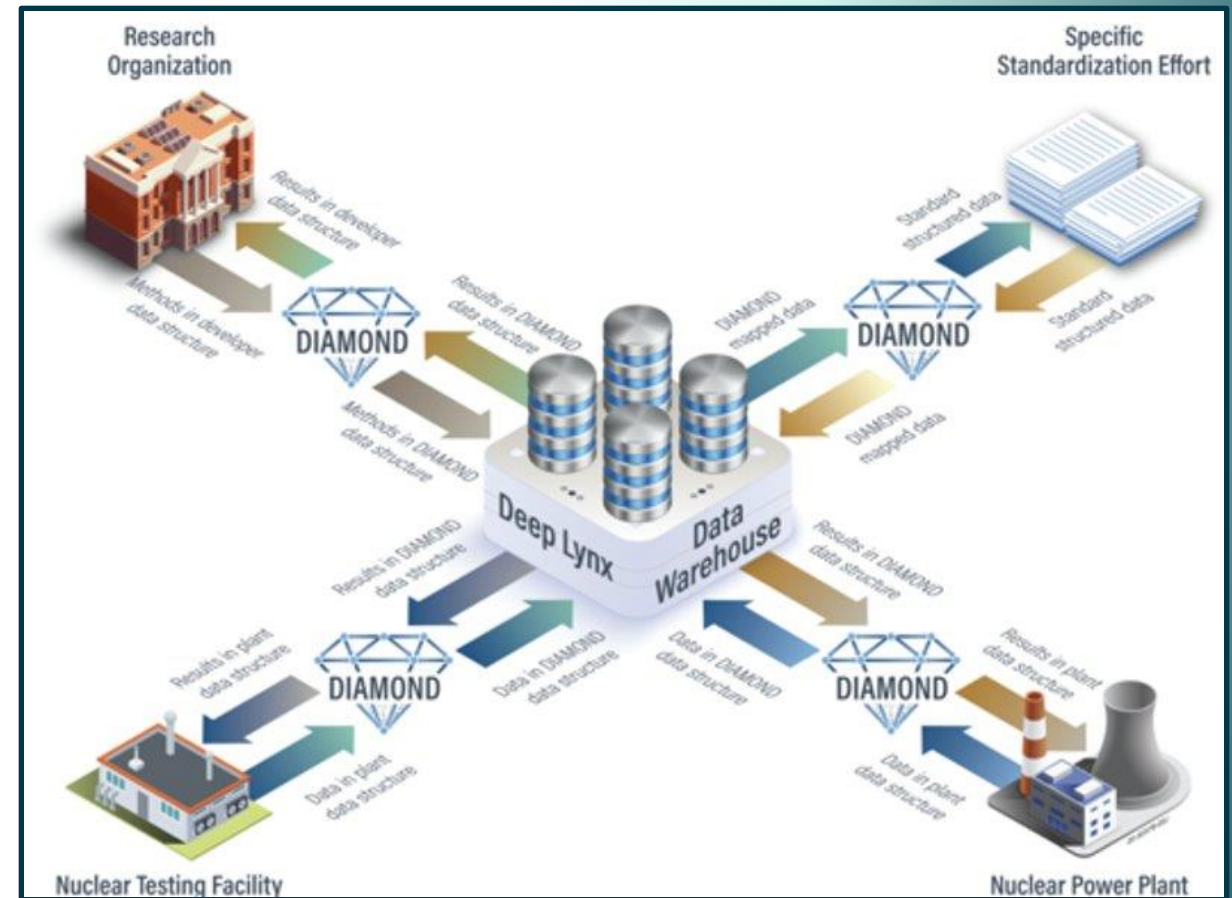 Research
Organization
Specific
Standardization Effort
Results in developer
data structure
Methods in developer
data structure
DIAMOND
Results in DIAMOND
data structure
Methods in DIAMOND
data structure
DIAMOND
mapped data
DIAMOND
mapped data
DIAMOND
Standard
structured data
Standard
structured data
Deep Lynx
Data
Warehouse
Results in DIAMOND
data structure
Data in DIAMOND
data structure
DIAMOND
Results in plant
data structure
Data in plant
data structure
Results in DIAMOND
data structure
Data in DIAMOND
data structure
DIAMOND
Results in plant
data structure
Data in plant
data structure
Nuclear Testing Facility
Nuclear Power Plant